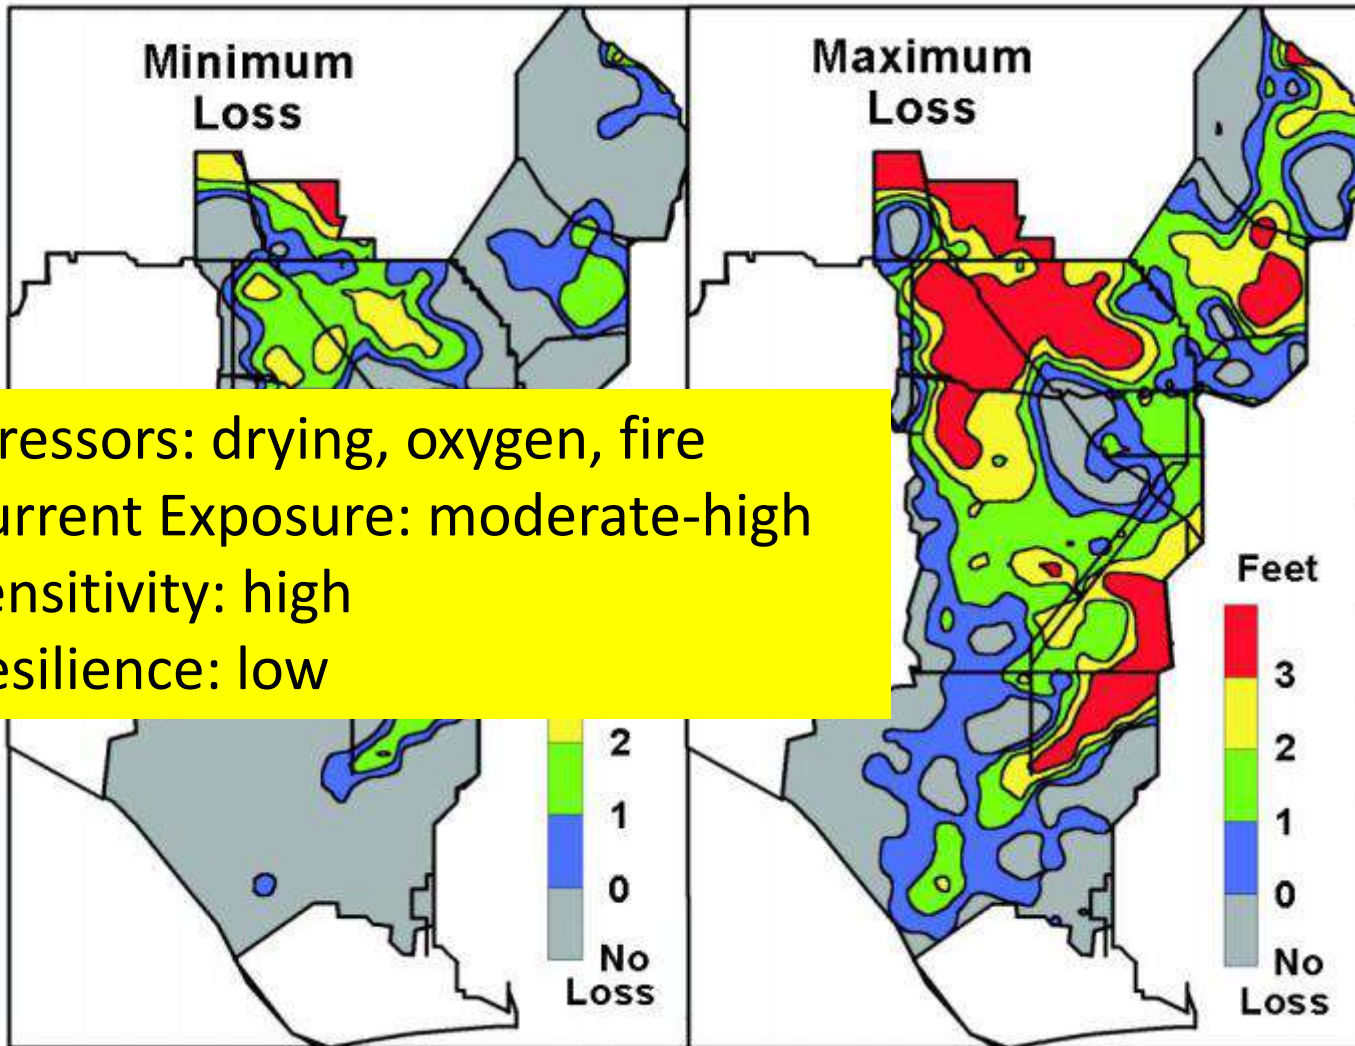 Minimum
Loss
Maximum
Loss
ressors: drying, oxygen, fire
urrent Exposure: moderate-high
ensitivity: high
esilience: low
2
1
0
No
Loss
Feet
3
2
1
0
No
Loss